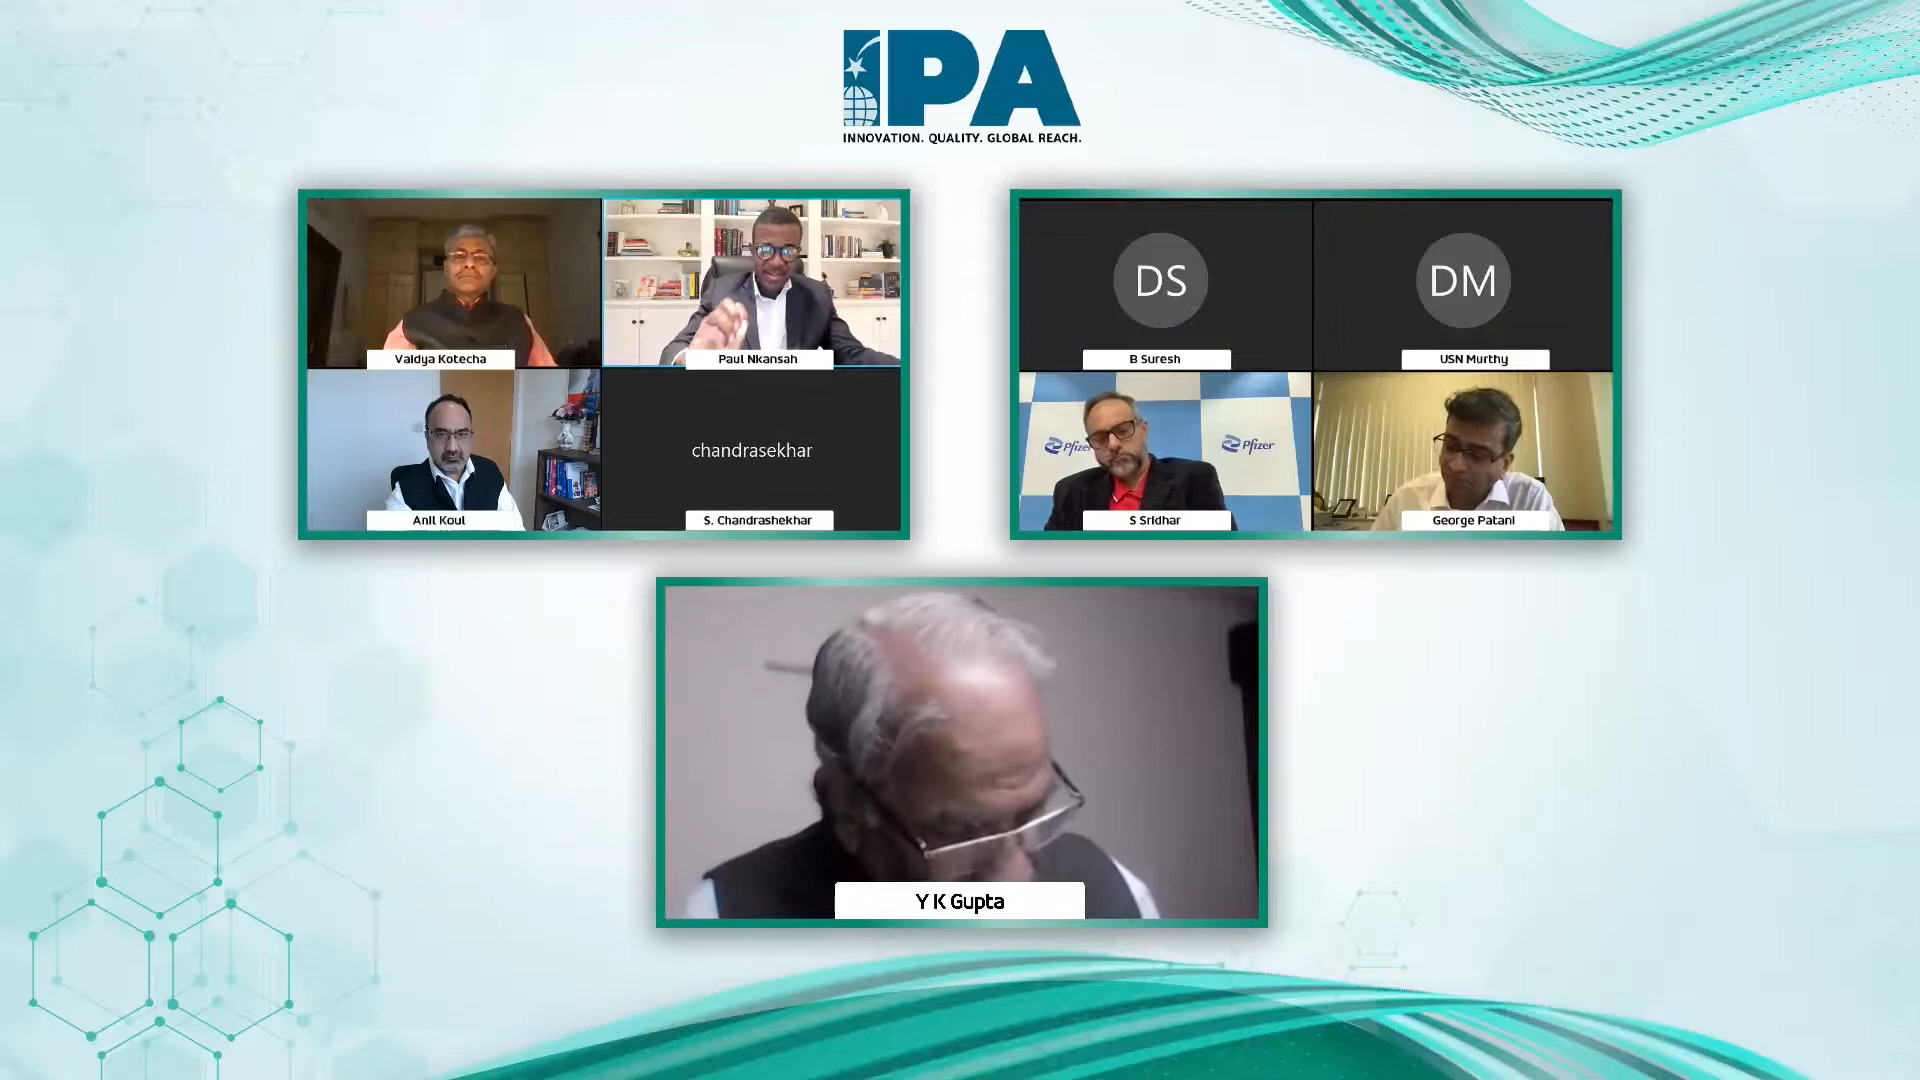 IPA
INNOVATION. QUALITY. GLOBAL REACH.
Vaidya Kotecha
Paul Nkansah
Anil Koul
chandrasekhar
S. Chandrashekhar
DS
DM
B Suresh
USN Murthy
Pfizer
Pfizer
S Sridhar
George Patani
Y K Gupta